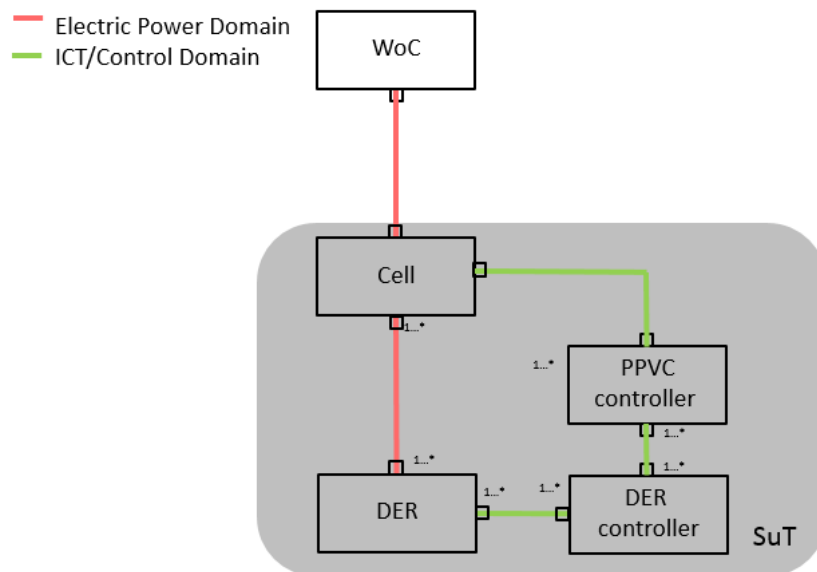 Electric Power Domain
ICT/Control Domain
WoC
Cell
1...*
1...*
PPVC
controller
1...*
1...*
1...*
1...*
1...*
DER
DER
controller
SuT